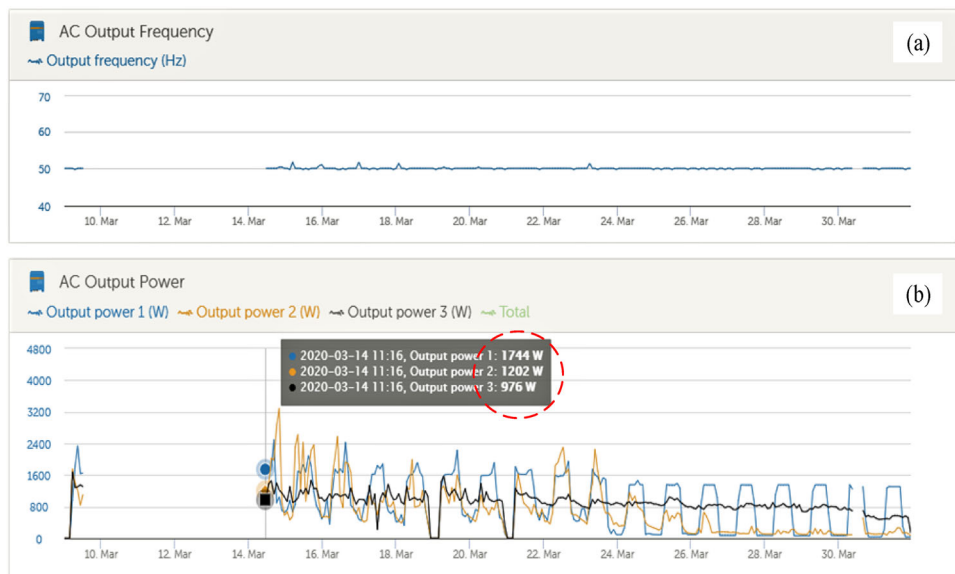 AC Output Frequency
(a)
Output frequency (Hz)
70
60
50
40
10. Mar 12. Mar 14. Mar 16. Mar 18. Mar 20. Mar 22. Mar 24. Mar 26. Mar 28. Mar 30. Mar
AC Output Power
(b)
Output power 1 (W) Output power 2 (W) Output power 3 (W) Total
4800
2020-03-14 11:16, Output power 1: 1744 W
2020-03-14 11:16, Output power 2: 1202 W
2020-03-14 11:16, Output power 3: 976 W
4000
3200
2400
1600
800
0
10. Mar 12. Mar 14. Mar 16. Mar 18. Mar 20. Mar 22. Mar 24. Mar 26. Mar 28. Mar 30. Mar